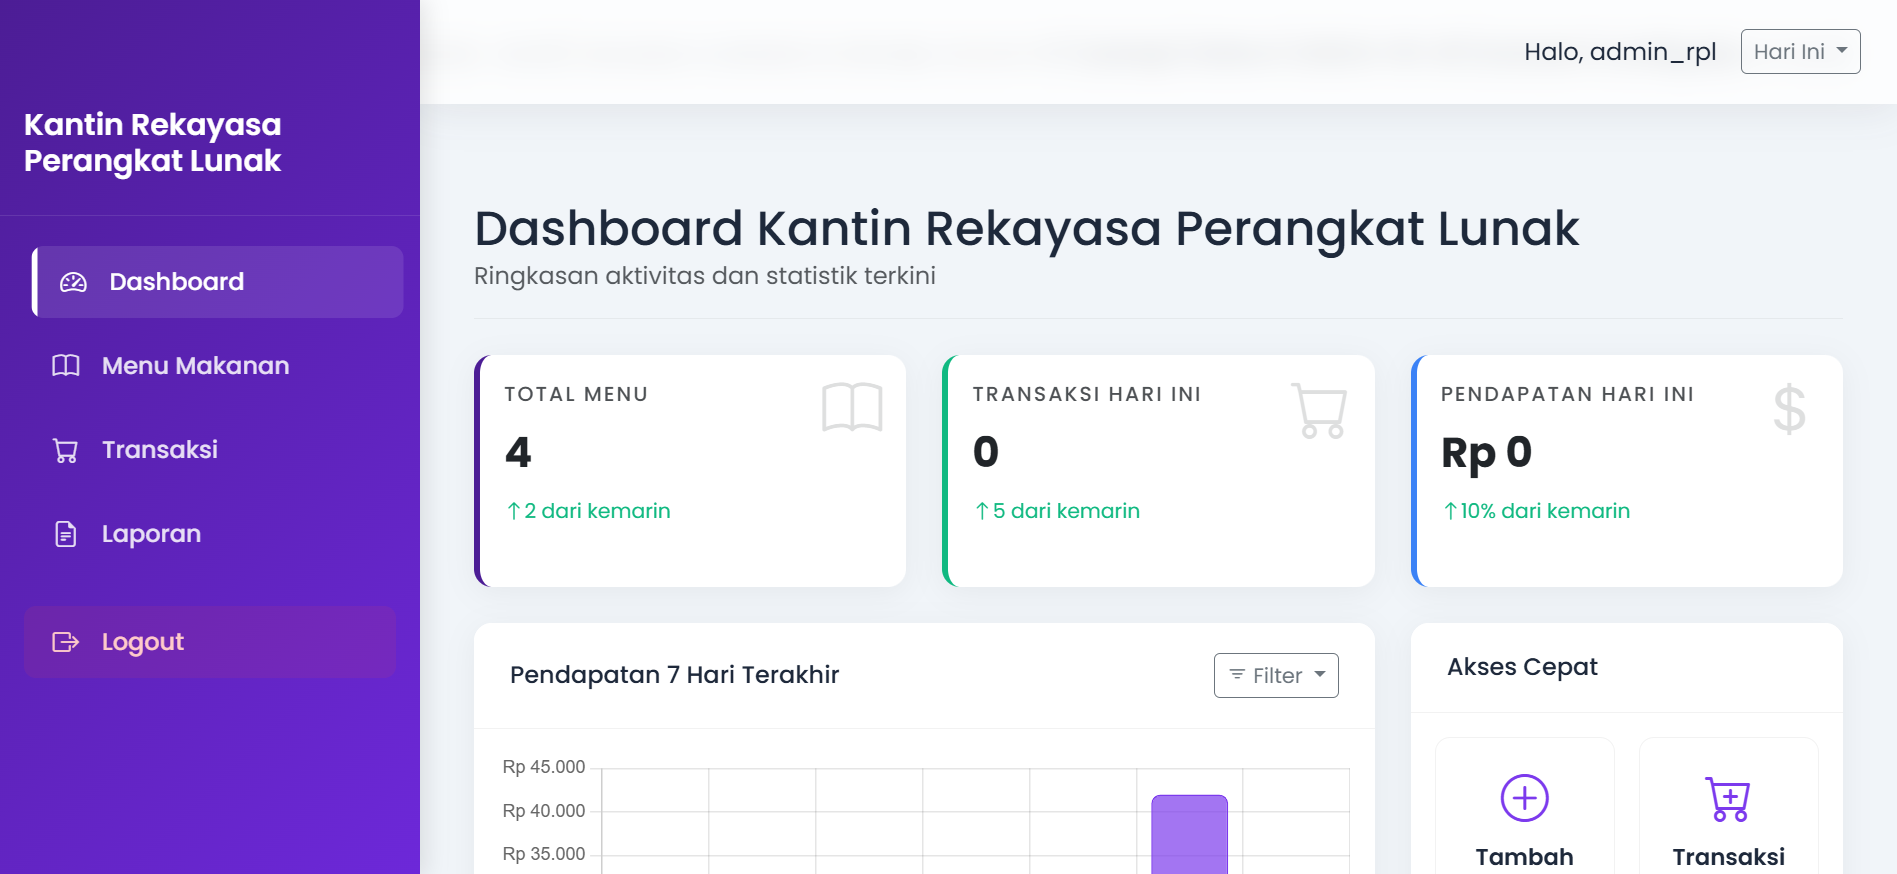 Halo, admin_rpl
Hari Ini
Kantin Rekayasa
Perangkat Lunak
Dashboard
Menu Makanan
Transaksi
Laporan
Logout
Dashboard Kantin Rekayasa Perangkat Lunak
Ringkasan aktivitas dan statistik terkini
TOTAL MENU
4
↑2 dari kemarin
TRANSAKSI HARI INI
0
↑5 dari kemarin
PENDAPATAN HARI INI
$
Rp 0
↑10% dari kemarin
Pendapatan 7 Hari Terakhir
Filter
Rp 45.000
Rp 40.000
Rp 35.000
Akses Cepat
Tambah
Transaksi